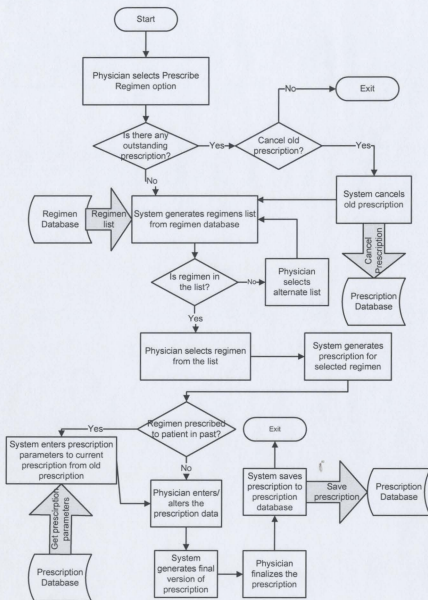 Start
Physician selects Prescribe
Regimen option
No
Exit
Is there any
outstanding
prescription?
Yes
Cancel old
prescription?
Yes
No
System cancels
old prescription
Regimen
Database
Regimen
list
System generates regimens list
from regimen database
Cancel
Prescription
Is regimen in
the list?
No
Physician
selects
alternate list
Prescription
Database
Yes
Physician selects regimen
from the list
System generates
prescription for
selected regimen
Yes
Regimen prescribed
to patient in past?
Exit
System enters prescription
parameters to current
prescription from old
prescription
No
Physician enters/
alters the
prescription data
System saves
prescription to
prescription
database
Save
prescription
Prescription
Database
Get presciption
parameters
Prescription
Database
System
generates final
version of
prescription
Physician
finalizes the
prescription